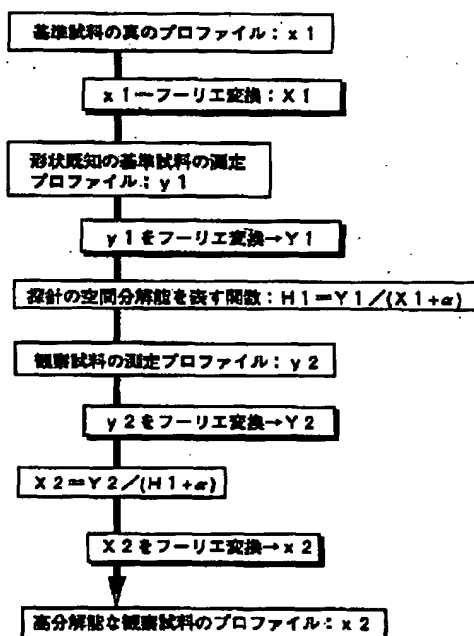 基準試料の真のプロファイル：x 1
x 1→フーリエ変換：X 1
形状既知の基準試料の測定
プロファイル：y 1
y 1をフーリエ変換→Y 1
探針の空間分解能を表す関数：H 1＝Y 1／(X 1+α)
観察試料の測定プロファイル：y 2
y 2をフーリエ変換→Y 2
X 2＝Y 2／(H 1+α)
X 2をフーリエ変換→x 2
高分解能な観察試料のプロファイル：x 2